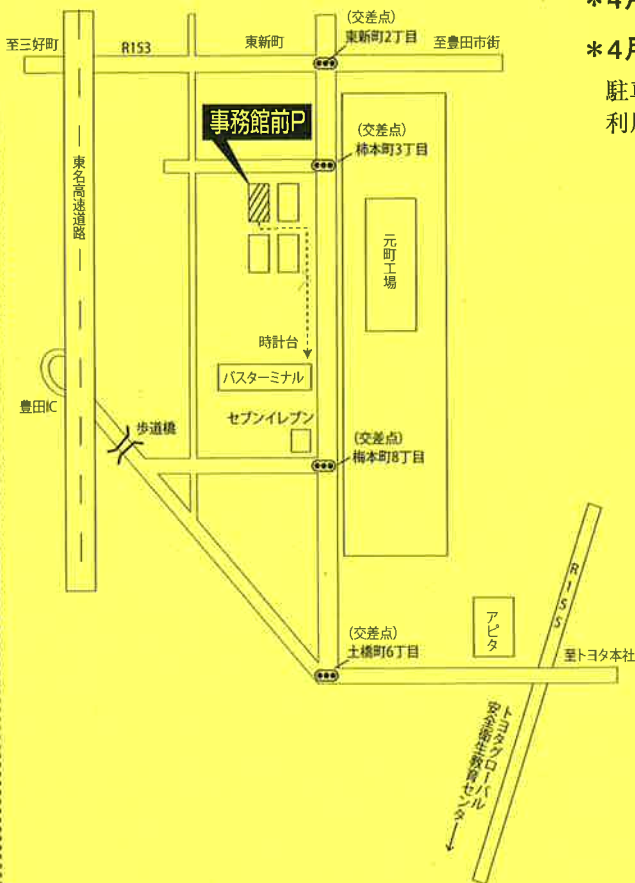 ＊4月
＊4月
駐車
利用
(交差点)
東新町2丁目
至三好町
R153
東新町
至豊田市街
事務館前P
(交差点)
柿本町3丁目
東名高速道路
元町工場
時計台
バスターミナル
豊田IC
歩道橋
セブンイレブン
(交差点)
梅本町8丁目
R155
アピタ
(交差点)
土橋町6丁目
至トヨタ本社
トヨタグローバル
安全衛生教育センター